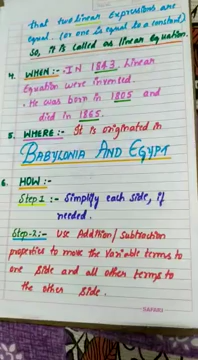 that two linear Expressions are
equal. (or one is equal to a constant)
So, it is called as linear equation.
4. WHEN :- IN 1843, Linear
Equation were invented.
. He was born in 1805 and
died in 1865.
5. WHERE :- It is originated in
BABYLONIA AND EGYPT
6. HOW :-
Step 1 :- Simplify each side, if
needed.
Step-2:- Use Addition/Subtraction
properties to move the variable terms to
one side and all other terms to
the other side.
SAFARI